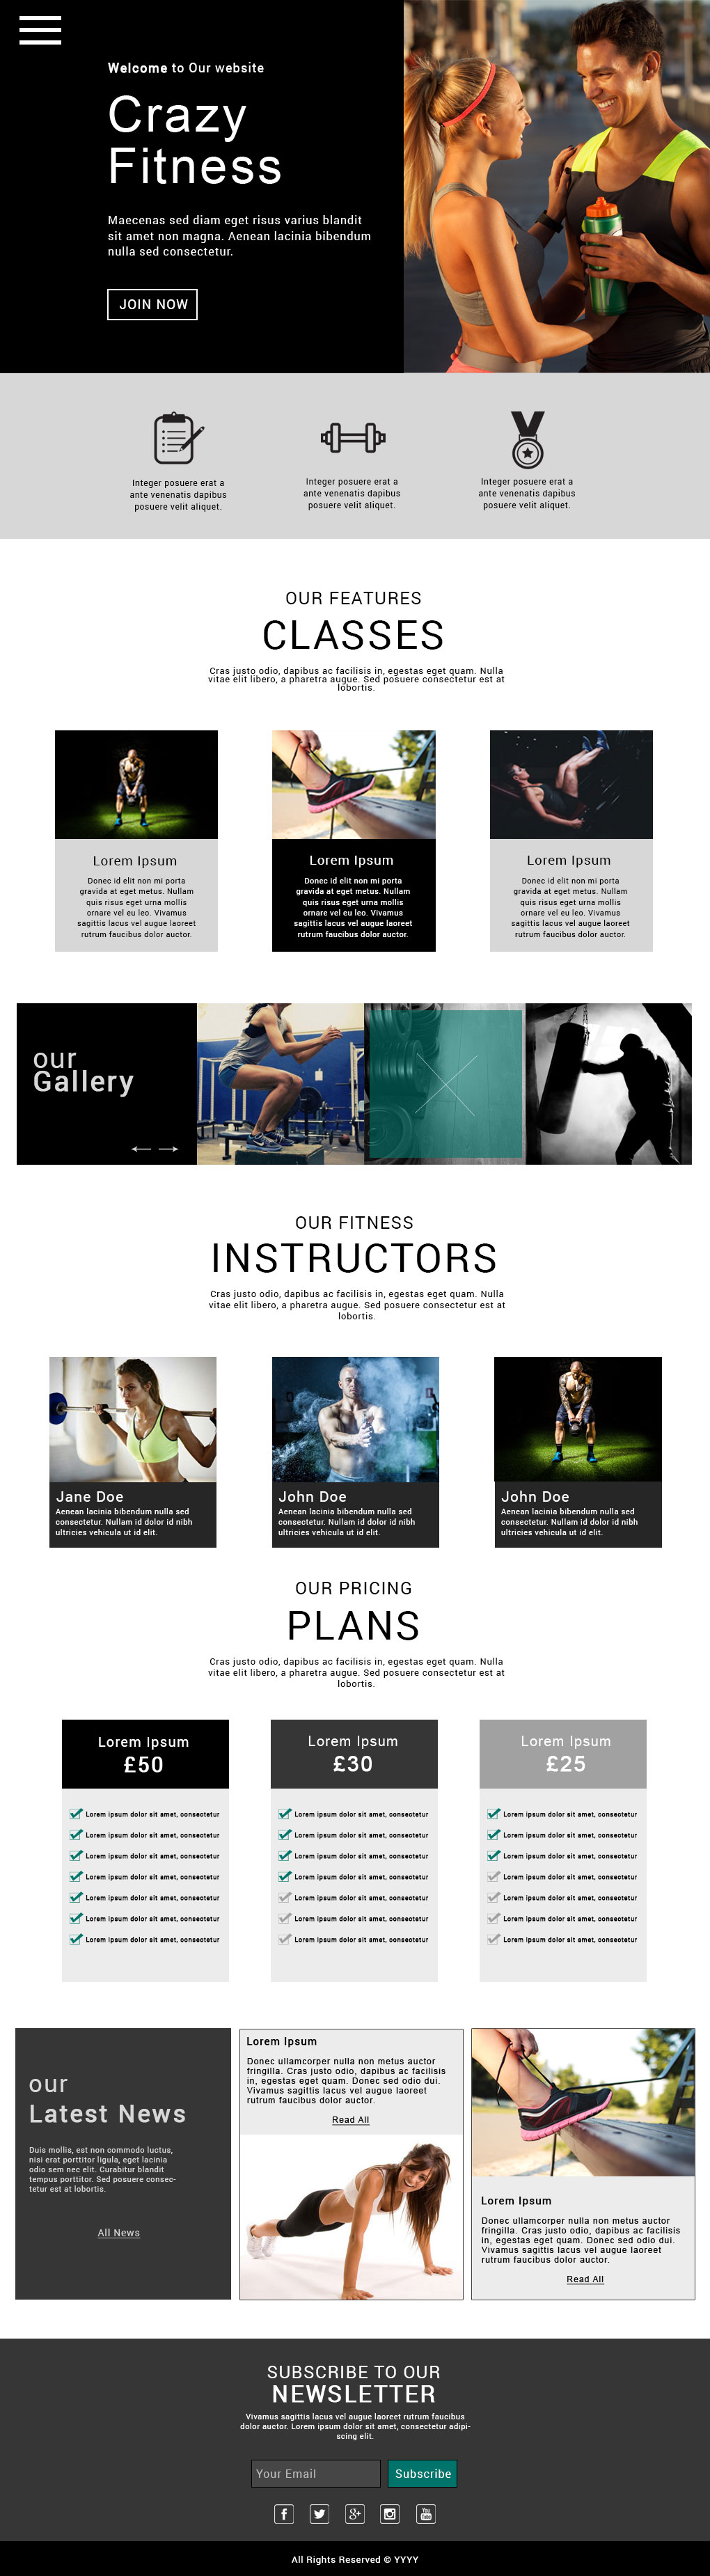 Welcome to Our website
Crazy
Fitness
Maecenas sed diam eget risus varius blandit
sit amet non magna. Aenean lacinia bibendum
nulla sed consectetur.
JOIN NOW
Integer posuere erat a
ante venenatis dapibus
posuere velit aliquet.
Integer posuere erat a
ante venenatis dapibus
posuere velit aliquet.
Integer posuere erat a
ante venenatis dapibus
posuere velit aliquet.
OUR FEATURES
CLASSES
Cras justo odio, dapibus ac facilisis in, egestas eget quam. Nulla
vitae elit libero, a pharetra augue. Sed posuere consectetur est at
lobortis.
Lorem Ipsum
Donec id elit non mi porta
gravida at eget metus. Nullam
quis risus eget urna mollis
ornare vel eu leo. Vivamus
sagittis lacus vel augue laoreet
rutrum faucibus dolor auctor.
Lorem Ipsum
Donec id elit non mi porta
gravida at eget metus. Nullam
quis risus eget urna mollis
ornare vel eu leo. Vivamus
sagittis lacus vel augue laoreet
rutrum faucibus dolor auctor.
Lorem Ipsum
Donec id elit non mi porta
gravida at eget metus. Nullam
quis risus eget urna mollis
ornare vel eu leo. Vivamus
sagittis lacus vel augue laoreet
rutrum faucibus dolor auctor.
our
Gallery
OUR FITNESS
INSTRUCTORS
Cras justo odio, dapibus ac facilisis in, egestas eget quam. Nulla
vitae elit libero, a pharetra augue. Sed posuere consectetur est at
lobortis.
Jane Doe
Aenean lacinia bibendum nulla sed
consectetur. Nullam id dolor id nibh
ultricies vehicula ut id elit.
John Doe
Aenean lacinia bibendum nulla sed
consectetur. Nullam id dolor id nibh
ultricies vehicula ut id elit.
John Doe
Aenean lacinia bibendum nulla sed
consectetur. Nullam id dolor id nibh
ultricies vehicula ut id elit.
OUR PRICING
PLANS
Cras justo odio, dapibus ac facilisis in, egestas eget quam. Nulla
vitae elit libero, a pharetra augue. Sed posuere consectetur est at
lobortis.
Lorem Ipsum
£50
Lorem ipsum dolor sit amet, consectetur
Lorem ipsum dolor sit amet, consectetur
Lorem ipsum dolor sit amet, consectetur
Lorem ipsum dolor sit amet, consectetur
Lorem ipsum dolor sit amet, consectetur
Lorem ipsum dolor sit amet, consectetur
Lorem ipsum dolor sit amet, consectetur
Lorem Ipsum
£30
Lorem ipsum dolor sit amet, consectetur
Lorem ipsum dolor sit amet, consectetur
Lorem ipsum dolor sit amet, consectetur
Lorem ipsum dolor sit amet, consectetur
Lorem ipsum dolor sit amet, consectetur
Lorem ipsum dolor sit amet, consectetur
Lorem ipsum dolor sit amet, consectetur
Lorem Ipsum
£25
Lorem ipsum dolor sit amet, consectetur
Lorem ipsum dolor sit amet, consectetur
Lorem ipsum dolor sit amet, consectetur
Lorem ipsum dolor sit amet, consectetur
Lorem ipsum dolor sit amet, consectetur
Lorem ipsum dolor sit amet, consectetur
Lorem ipsum dolor sit amet, consectetur
our
Latest News
Duis mollis, est non commodo luctus,
nisi erat porttitor ligula, eget lacinia
odio sem nec elit. Curabitur blandit
tempus porttitor. Sed posuere consec-
tetur est at lobortis.
All News
Lorem Ipsum
Donec ullamcorper nulla non metus auctor
fringilla. Cras justo odio, dapibus ac facilisis
in, egestas eget quam. Donec sed odio dui.
Vivamus sagittis lacus vel augue laoreet
rutrum faucibus dolor auctor.
Read All
Lorem Ipsum
Donec ullamcorper nulla non metus auctor
fringilla. Cras justo odio, dapibus ac facilisis
in, egestas eget quam. Donec sed odio dui.
Vivamus sagittis lacus vel augue laoreet
rutrum faucibus dolor auctor.
Read All
SUBSCRIBE TO OUR
NEWSLETTER
Vivamus sagittis lacus vel augue laoreet rutrum faucibus
dolor auctor. Lorem ipsum dolor sit amet, consectetur adipi-
scing elit.
Your Email
Subscribe
f
g+
You
Tube
All Rights Reserved © YYYY